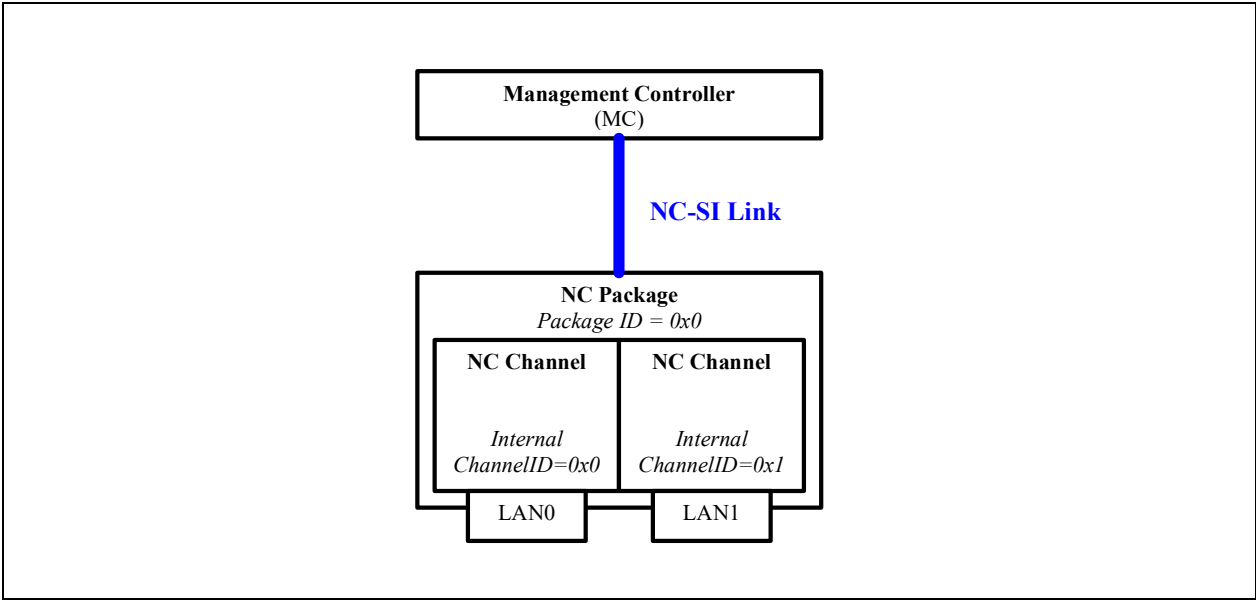 Management Controller
(MC)
NC-SI Link
NC Package
Package ID = 0x0
NC Channel
NC Channel
Internal
ChannelID=0x0
Internal
ChannelID=0x1
LAN0
LAN1